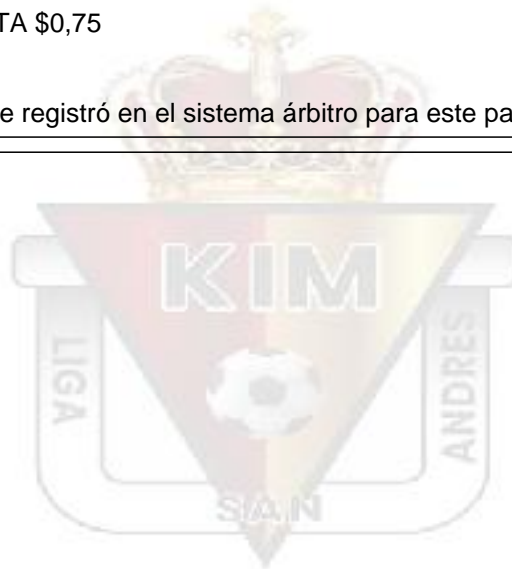 TA $0,75
e registró en el sistema árbitro para este pa
KIM
LIGA
ANDRES
SAN